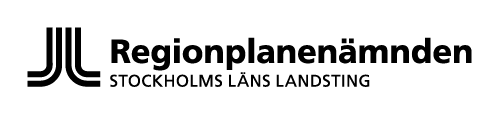 Regionplanenämnden
STOCKHOLMS LÄNS LANDSTING